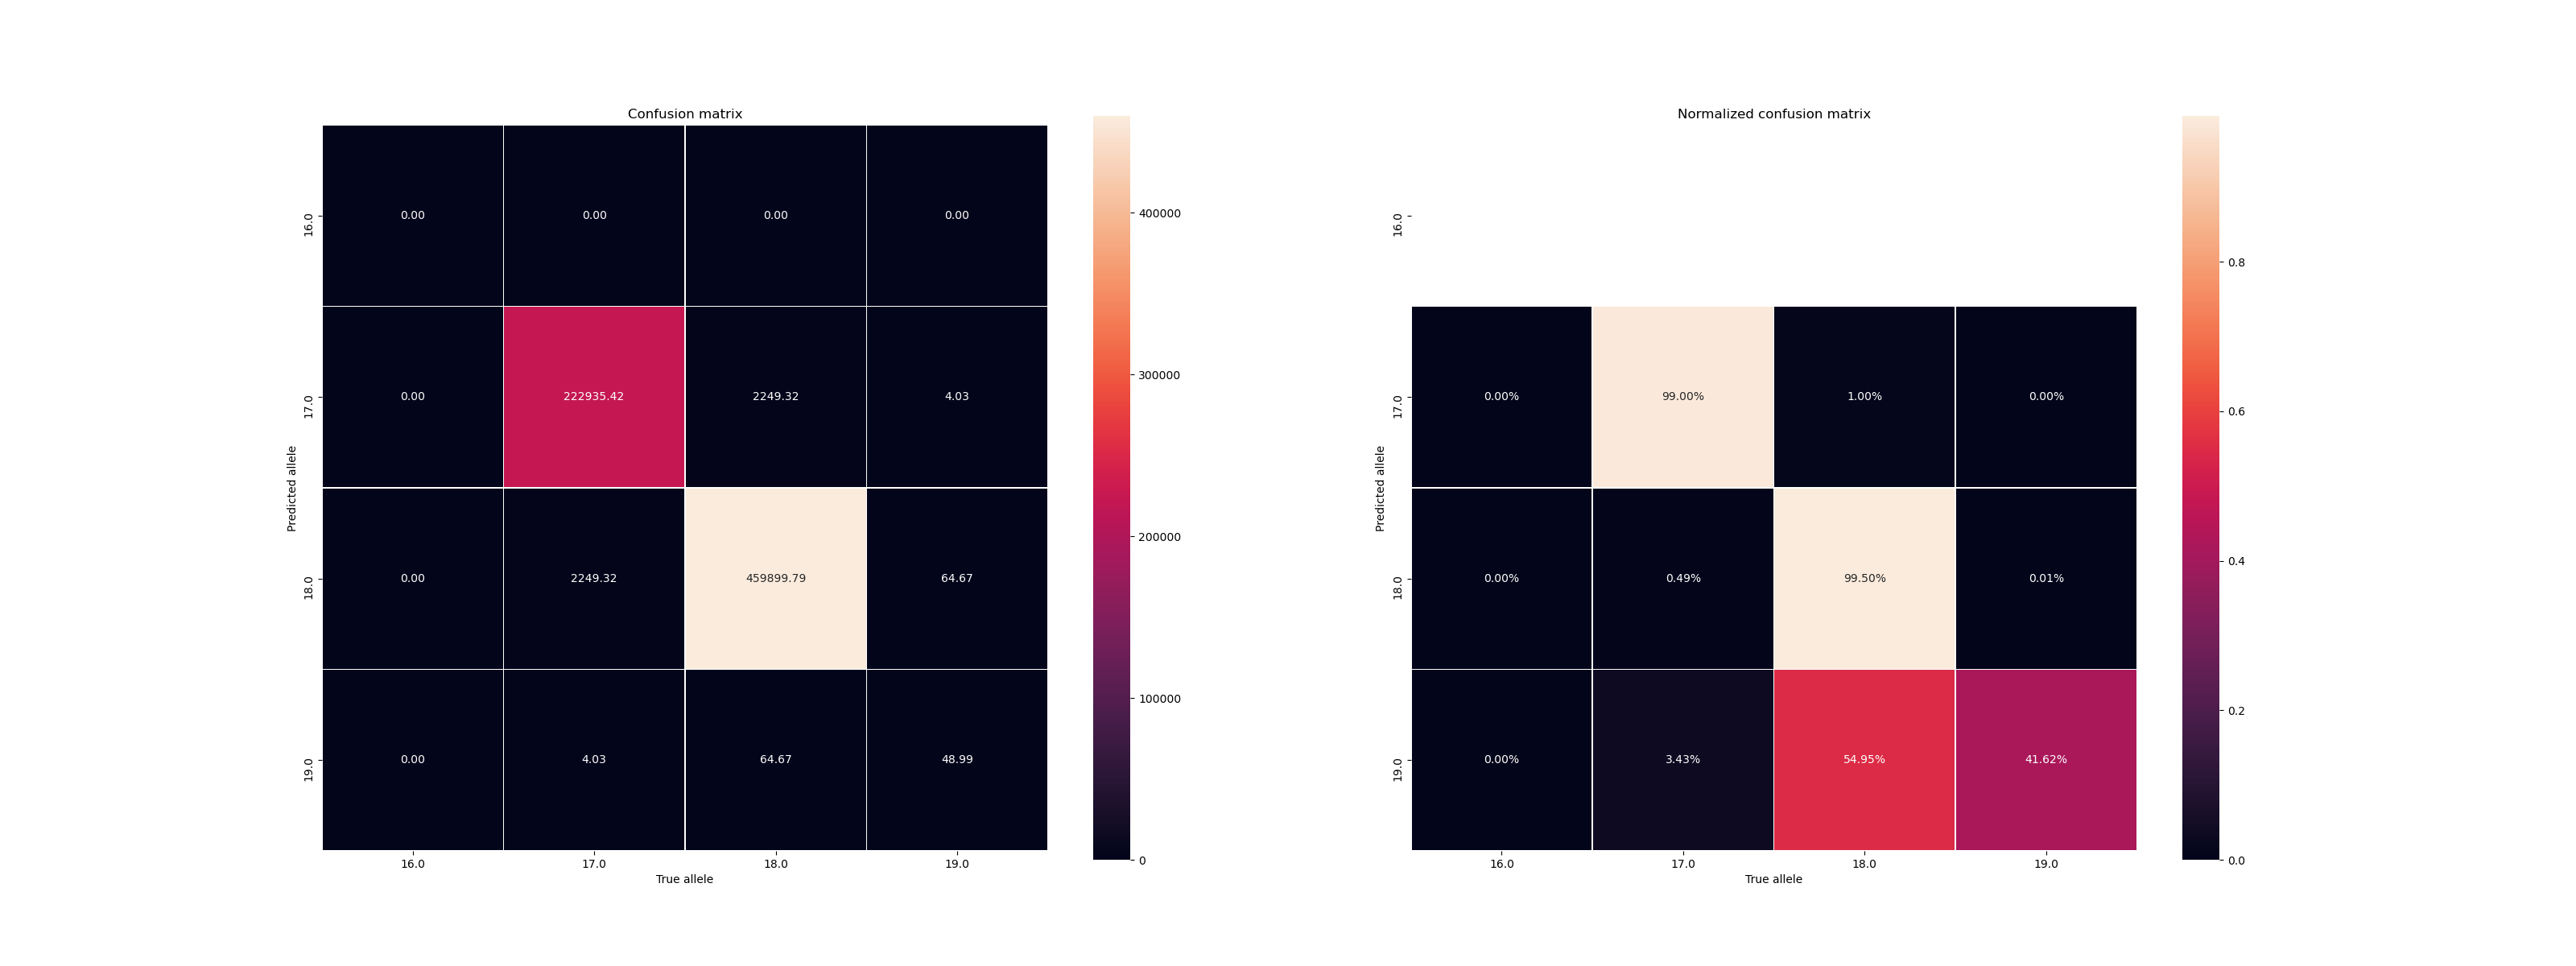 Confusion matrix
16.0 0.00 0.00 0.00 0.00
17.0 0.00 222935.42 2249.32 4.03
18.0 0.00 2249.32 459899.79 64.67
19.0 0.00 4.03 64.67 48.99
16.0 17.0 18.0 19.0
True allele
Predicted allele
400000
300000
200000
100000
0
Normalized confusion matrix
16.0
17.0 0.00% 99.00% 1.00% 0.00%
18.0 0.00% 0.49% 99.50% 0.01%
19.0 0.00% 3.43% 54.95% 41.62%
16.0 17.0 18.0 19.0
True allele
Predicted allele
0.8
0.6
0.4
0.2
0.0